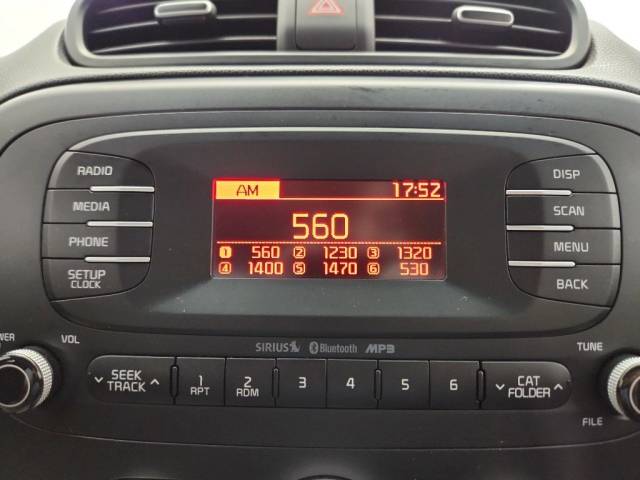 RADIO
MEDIA
PHONE
SETUP
CLOCK
AM 17:52
560
1 560 2 1230 3 1320
4 1400 5 1470 6 530
DISP
SCAN
MENU
BACK
VOL
SIRIUS Bluetooth MP3
TUNE
SEEK
TRACK
1
RPT
2
RDM
3
4
5
6
CAT
FOLDER
FILE